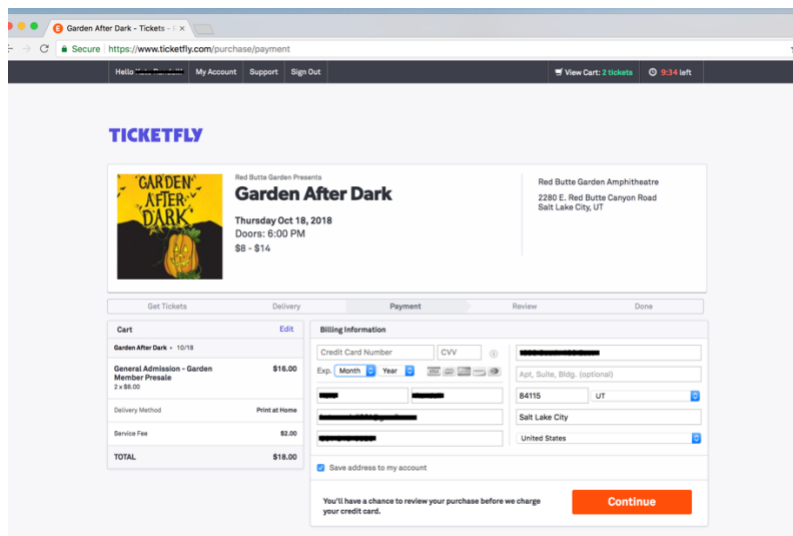 Garden After Dark - Tickets -
Secure https://www.ticketfly.com/purchase/payment
Hello My Account Support Sign Out View Cart: 2 tickets 9:34 left
TICKETFLY
GARDEN AFTER DARK
Red Butte Garden Presents
Garden After Dark
Thursday Oct 18, 2018
Doors: 6:00 PM
$8 - $14
Red Butte Garden Amphitheatre
2280 E. Red Butte Canyon Road
Salt Lake City, UT
Get Tickets Delivery Payment Review Done
Cart Edit
Garden After Dark • 10/18
General Admission - Garden $16.00
Member Presale
2 x $8.00
Delivery Method Print at Home
Service Fee $2.00
TOTAL $18.00
Billing Information
Credit Card Number CVV
Exp. Month Year
Apt, Suite, Bldg. (optional)
84115 UT
Salt Lake City
United States
Save address to my account
You'll have a chance to review your purchase before we charge
your credit card.
Continue